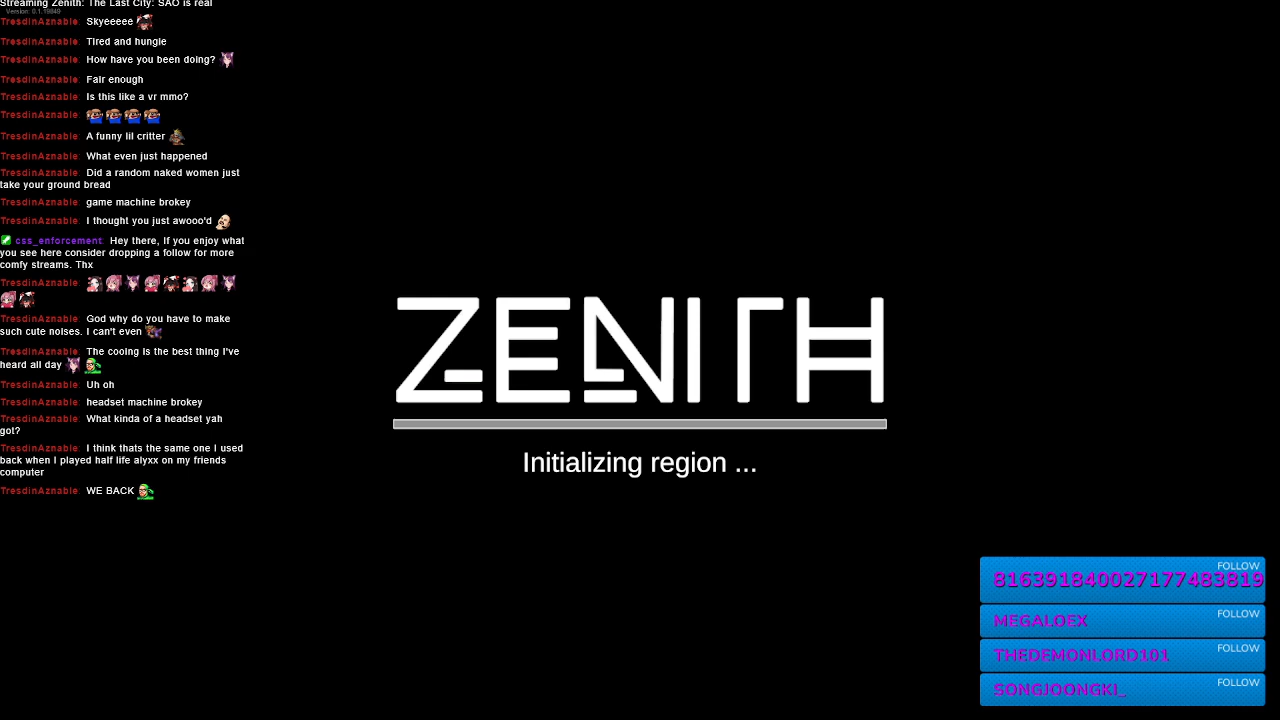 Streaming Zenith: The Last City: SAO is real
Version: 0.1.19849
TresdinAznable: Skyeeeee
TresdinAznable: Tired and hungle
TresdinAznable: How have you been doing?
TresdinAznable: Fair enough
TresdinAznable: Is this like a vr mmo?
TresdinAznable:
TresdinAznable: A funny lil critter
TresdinAznable: What even just happened
TresdinAznable: Did a random naked women just
take your ground bread
TresdinAznable: game machine brokey
TresdinAznable: I thought you just awooo'd
css_enforcement: Hey there, If you enjoy what
you see here consider dropping a follow for more
comfy streams. Thx
TresdinAznable:
TresdinAznable: God why do you have to make
such cute noises. I can't even
TresdinAznable: The cooing is the best thing I've
heard all day
TresdinAznable: Uh oh
TresdinAznable: headset machine brokey
TresdinAznable: What kinda of a headset yah
got?
TresdinAznable: I think thats the same one I used
back when I played half life alyxx on my friends
computer
TresdinAznable: WE BACK
ZENITH
Initializing region ...
FOLLOW
816391840027177483819
FOLLOW
MEGALOEX
FOLLOW
THEDEMONLORD101
FOLLOW
SONGJOONGKI_